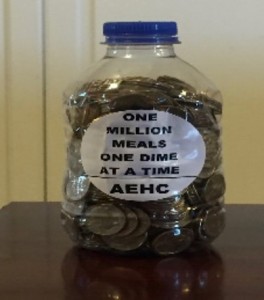 ONE
MILLION
MEALS
ONE DIME
AT A TIME
AEHC